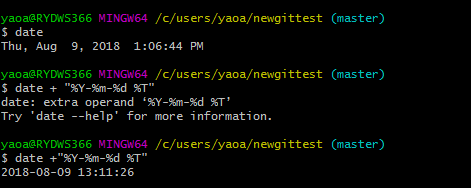 yaoa@RYDWS366 MINGW64 /c/users/yaoa/newgittest (master)
$ date
Thu, Aug  9, 2018  1:06:44 PM
yaoa@RYDWS366 MINGW64 /c/users/yaoa/newgittest (master)
$ date + "%Y-%m-%d %T"
date: extra operand ‘%Y-%m-%d %T’
Try 'date --help' for more information.
yaoa@RYDWS366 MINGW64 /c/users/yaoa/newgittest (master)
$ date +"%Y-%m-%d %T"
2018-08-09 13:11:26